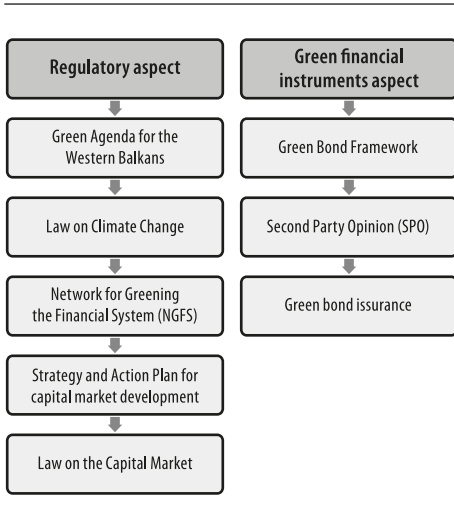 Regulatory aspect
Green Agenda for the
Western Balkans
Law on Climate Change
Network for Greening
the Financial System (NGFS)
Strategy and Action Plan for
capital market development
Law on the Capital Market
Green financial
instruments aspect
Green Bond Framework
Second Party Opinion (SPO)
Green bond issurance